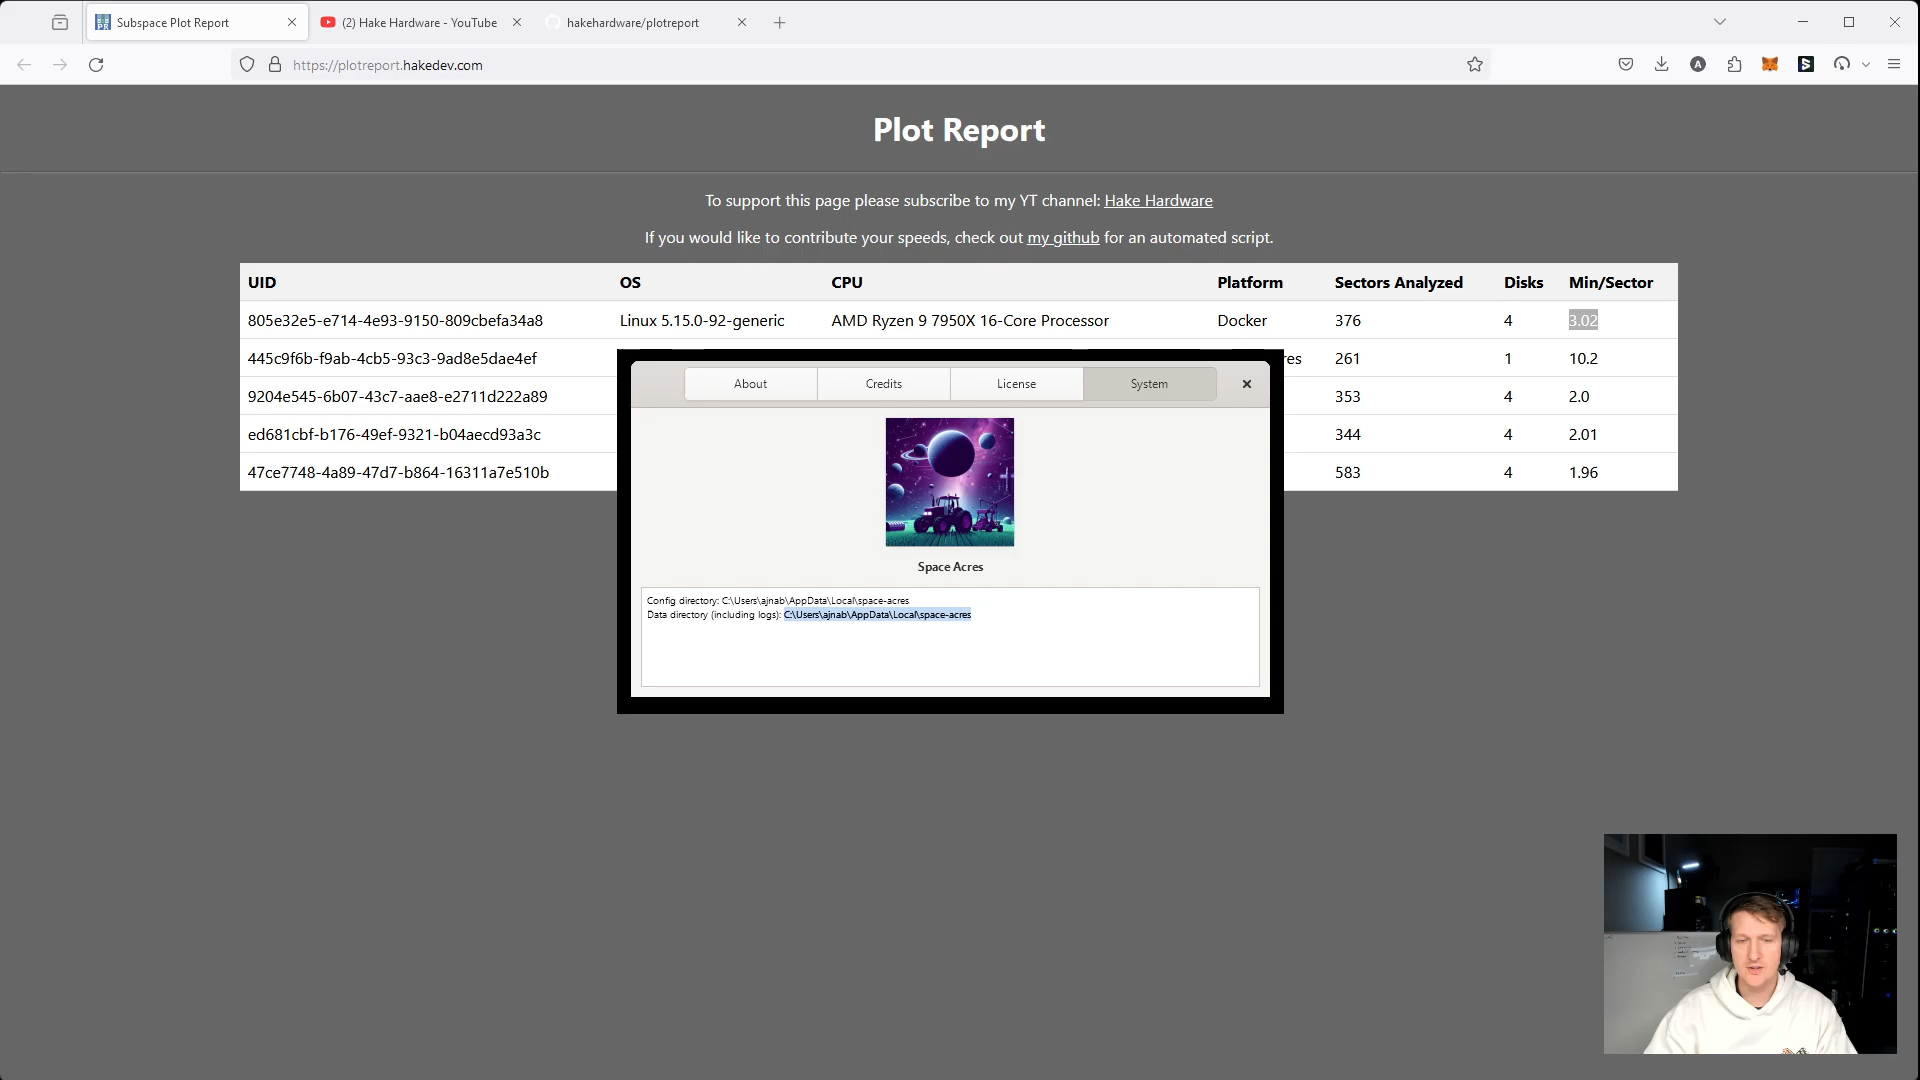 Subspace Plot Report
(2) Hake Hardware - YouTube
hakehardware/plotreport
https://plotreport.hakedev.com
Plot Report
To support this page please subscribe to my YT channel: Hake Hardware
If you would like to contribute your speeds, check out my github for an automated script.
UID OS CPU Platform Sectors Analyzed Disks Min/Sector
805e32e5-e714-4e93-9150-809cbefa34a8 Linux 5.15.0-92-generic AMD Ryzen 9 7950X 16-Core Processor Docker 376 4 3.02
445c9f6b-f9ab-4cb5-93c3-9ad8e5dae4ef res 261 1 10.2
9204e545-6b07-43c7-aae8-e2711d222a89 353 4 2.0
ed681cbf-b176-49ef-9321-b04aecd93a3c 344 4 2.01
47ce7748-4a89-47d7-b864-16311a7e510b 583 4 1.96
About Credits License System
Space Acres
Config directory: C:\Users\ajnab\AppData\Local\space-acres
Data directory (including logs): C:\Users\ajnab\AppData\Local\space-acres